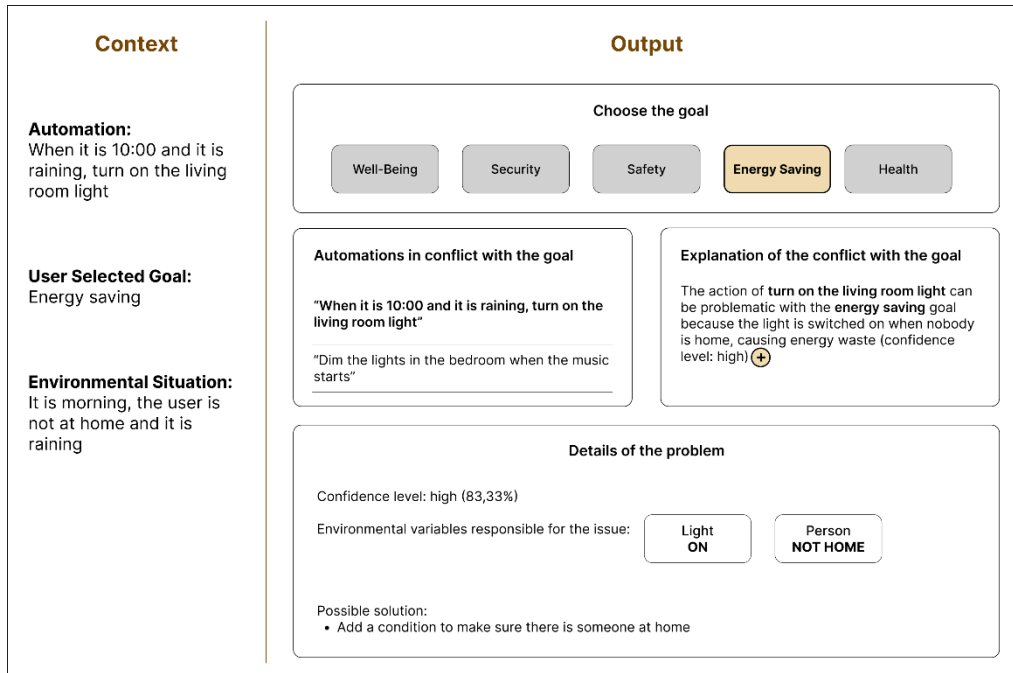 Context
Automation:
When it is 10:00 and it is
raining, turn on the living
room light
User Selected Goal:
Energy saving
Environmental Situation:
It is morning, the user is
not at home and it is
raining
Output
Choose the goal
Well-Being
Security
Safety
Energy Saving
Health
Automations in conflict with the goal
"When it is 10:00 and it is raining, turn on the
living room light"
"Dim the lights in the bedroom when the music
starts"
Explanation of the conflict with the goal
The action of turn on the living room light can
be problematic with the energy saving goal
because the light is switched on when nobody
is home, causing energy waste (confidence
level: high) +
Details of the problem
Confidence level: high (83,33%)
Environmental variables responsible for the issue:
Light
ON
Person
NOT HOME
Possible solution:
• Add a condition to make sure there is someone at home